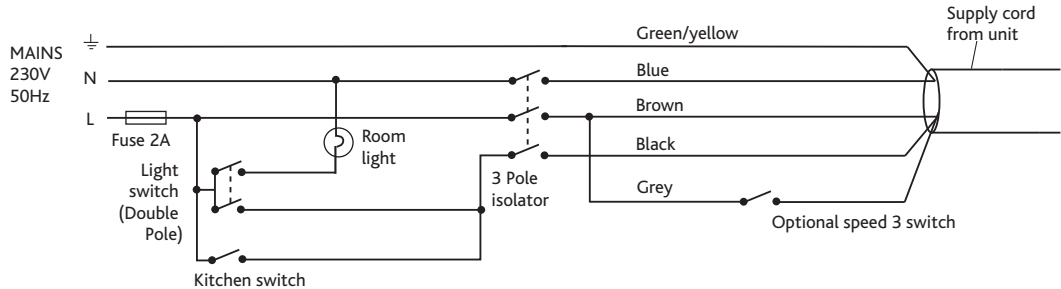 Supply cord
from unit
MAINS
230V
50Hz
Green/yellow
N
Blue
L
Brown
Fuse 2A
Room
light
Black
Light
switch
(Double
Pole)
3 Pole
isolator
Grey
Optional speed 3 switch
Kitchen switch